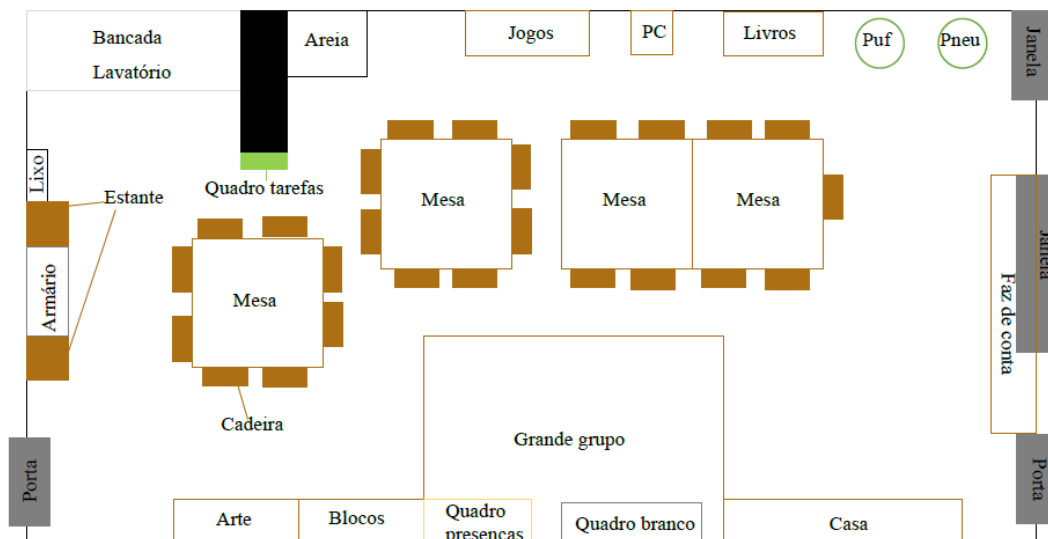 Bancada
Lavatório
Areia
Jogos
PC
Livros
Puf
Pneu
Janela
Lixo
Estante
Quadro tarefas
Mesa
Mesa
Mesa
Armário
Mesa
Janela
Faz de conta
Cadeira
Grande grupo
Porta
Porta
Arte
Blocos
Quadro
presenças
Quadro branco
Casa